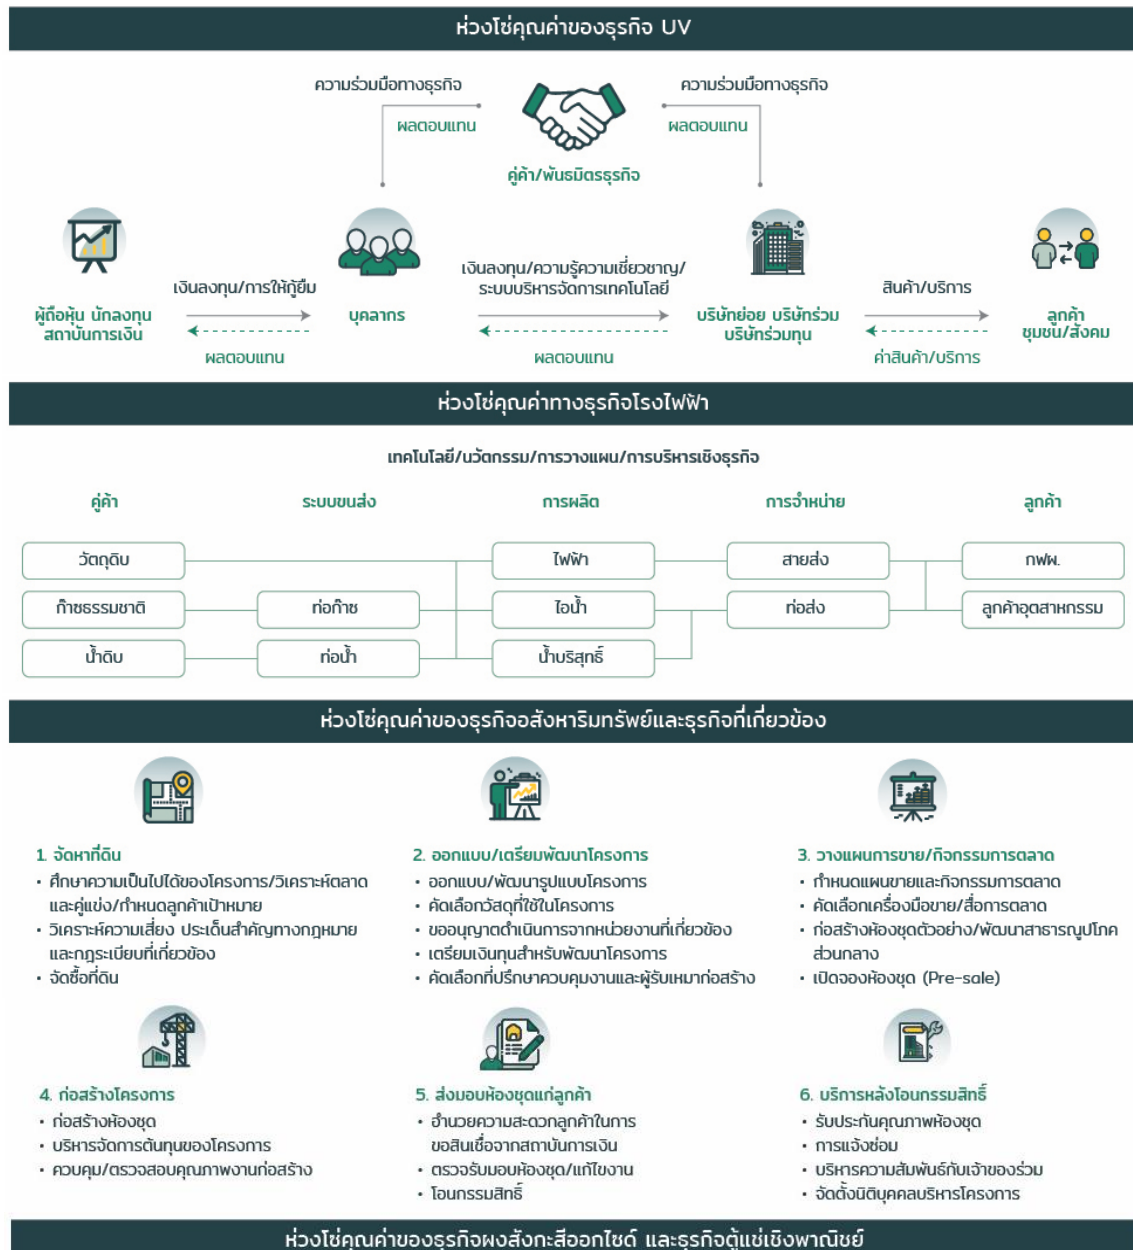 ห่วงโซ่คุณค่าของธุรกิจ UV
ความร่วมมือทางธุรกิจ
ความร่วมมือทางธุรกิจ
ผลตอบแทน
ผลตอบแทน
คู่ค้า/พันธมิตรธุรกิจ
เงินลงทุน/การให้กู้ยืม
เงินลงทุน/ความรู้ความเชี่ยวชาญ/
ระบบบริหารจัดการเทคโนโลยี
สินค้า/บริการ
ผู้ถือหุ้น นักลงทุน
สถาบันการเงิน
บุคลากร
บริษัทย่อย บริษัทร่วม
บริษัทร่วมทุน
ลูกค้า
ชุมชน/สังคม
ผลตอบแทน
ผลตอบแทน
ค่าสินค้า/บริการ
ห่วงโซ่คุณค่าทางธุรกิจโรงไฟฟ้า
เทคโนโลยี/นวัตกรรม/การวางแผน/การบริหารเชิงธุรกิจ
คู่ค้า
ระบบขนส่ง
การผลิต
การจำหน่าย
ลูกค้า
วัตถุดิบ
ไฟฟ้า
สายส่ง
กฟผ.
ก๊าซธรรมชาติ
ท่อก๊าซ
ไอน้ำ
ท่อส่ง
ลูกค้าอุตสาหกรรม
น้ำดิบ
ท่อน้ำ
น้ำบริสุทธิ์
ห่วงโซ่คุณค่าของธุรกิจอสังหาริมทรัพย์และธุรกิจที่เกี่ยวข้อง
1. จัดหาที่ดิน
• ศึกษาความเป็นไปได้ของโครงการ/วิเคราะห์ตลาด
และคู่แข่ง/กำหนดลูกค้าเป้าหมาย
• วิเคราะห์ความเสี่ยง ประเด็นสำคัญทางกฎหมาย
และกฎระเบียบที่เกี่ยวข้อง
• จัดซื้อที่ดิน
2. ออกแบบ/เตรียมพัฒนาโครงการ
• ออกแบบ/พัฒนารูปแบบโครงการ
• คัดเลือกวัสดุที่ใช้ในโครงการ
• ขออนุญาตดำเนินการจากหน่วยงานที่เกี่ยวข้อง
• เตรียมเงินทุนสำหรับพัฒนาโครงการ
• คัดเลือกที่ปรึกษาควบคุมงานและผู้รับเหมาก่อสร้าง
3. วางแผนการขาย/กิจกรรมการตลาด
• กำหนดแผนขายและกิจกรรมการตลาด
• คัดเลือกเครื่องมือขาย/สื่อการตลาด
• ก่อสร้างห้องชุดตัวอย่าง/พัฒนาสาธารณูปโภค
ส่วนกลาง
• เปิดจองห้องชุด (Pre-sale)
4. ก่อสร้างโครงการ
• ก่อสร้างห้องชุด
• บริหารจัดการต้นทุนของโครงการ
• ควบคุม/ตรวจสอบคุณภาพงานก่อสร้าง
5. ส่งมอบห้องชุดแก่ลูกค้า
• อำนวยความสะดวกลูกค้าในการ
ขอสินเชื่อจากสถาบันการเงิน
• ตรวจรับมอบห้องชุด/แก้ไขงาน
• โอนกรรมสิทธิ์
6. บริการหลังโอนกรรมสิทธิ์
• รับประกันคุณภาพห้องชุด
• การแจ้งซ่อม
• บริหารความสัมพันธ์กับเจ้าของร่วม
• จัดตั้งนิติบุคคลบริหารโครงการ
ห่วงโซ่คุณค่าของธุรกิจผงสังกะสีออกไซด์ และธุรกิจตู้แช่เชิงพาณิชย์